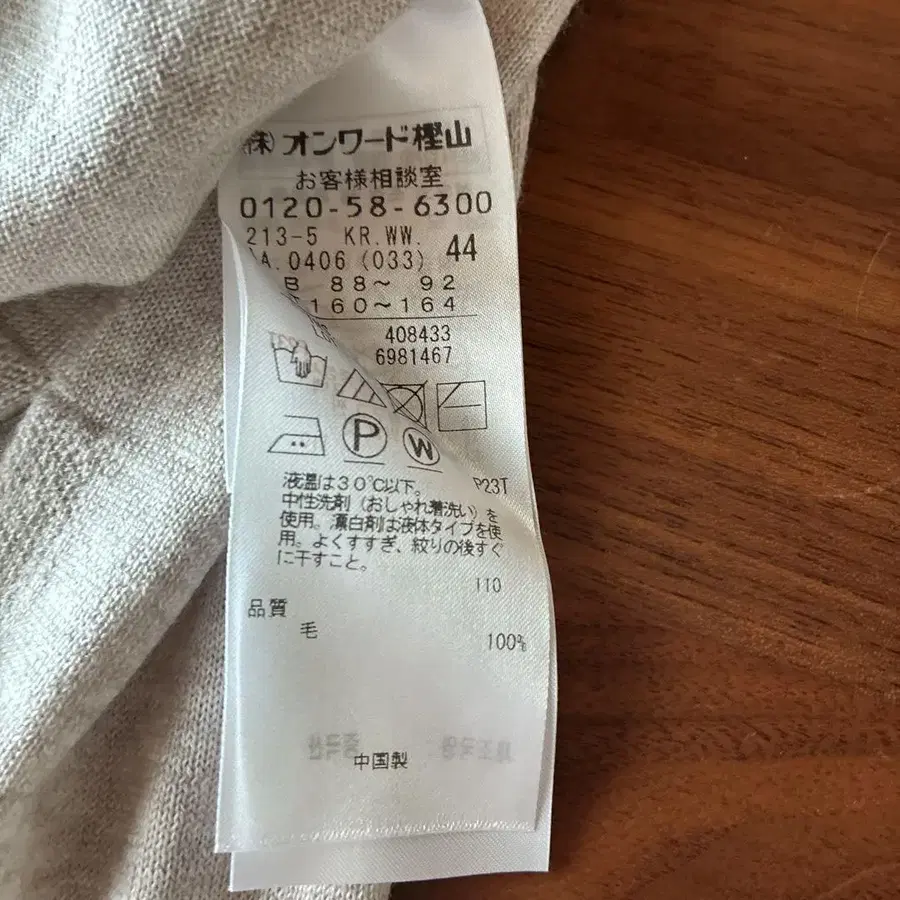 ㈱ オンワード樫山
お客様相談室
0120-58-6300
213-5 KR.WW.
A.0406 (033) 44
B 88〜 92
160〜164
408433
6981467
P W
液温は30℃以下。 P23T
中性洗剤（おしゃれ着洗い）を
使用。漂白剤は液体タイプを使
用。よくすすぎ、絞りの後すぐ
に干すこと。
110
品質
毛 100%
中国製